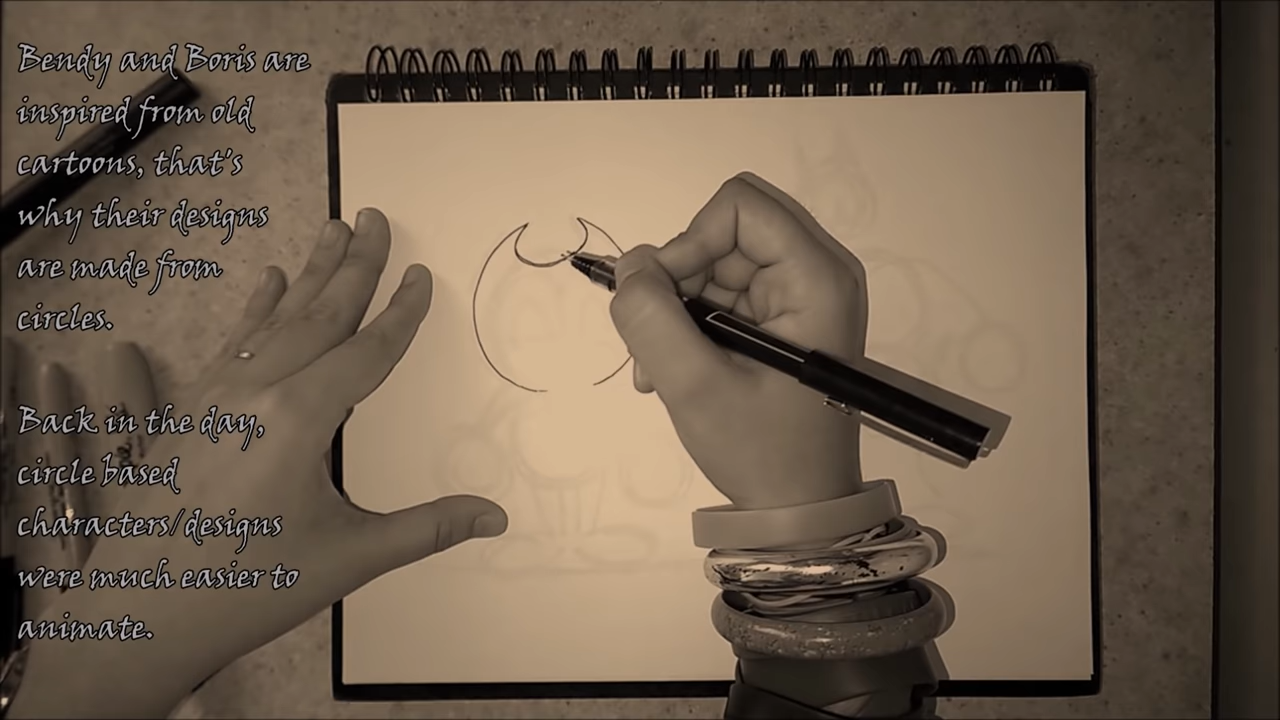 Bendy and Boris are
inspired from old
cartoons, that's
why their designs
are made from
circles.
Back in the day,
circle based
characters/designs
were much easier to
animate.